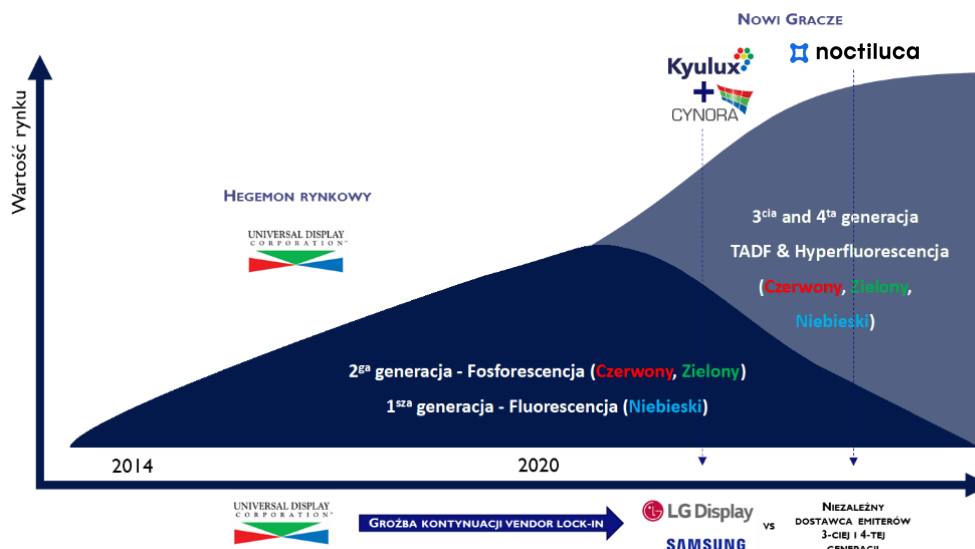 NOWI GRACZE
noctiluca
Kyulux
+
CYNORA
Wartość rynku
HEGEMON RYNKOWY
UNIVERSAL DISPLAY
CORPORATION
3cia and 4ta generacja
TADF & Hyperfluorescencja
(Czerwony, Zielony,
Niebieski)
2ga generacja - Fosforescencja (Czerwony, Zielony)
1sza generacja - Fluorescencja (Niebieski)
2014
2020
UNIVERSAL DISPLAY
CORPORATION
GROŹBA KONTYNUACJI VENDOR LOCK-IN
LG Display
SAMSUNG
VS
NIEZALEŻNY
DOSTAWCA EMITERÓW
3-CIEJ I 4-TEJ
GENERACJI